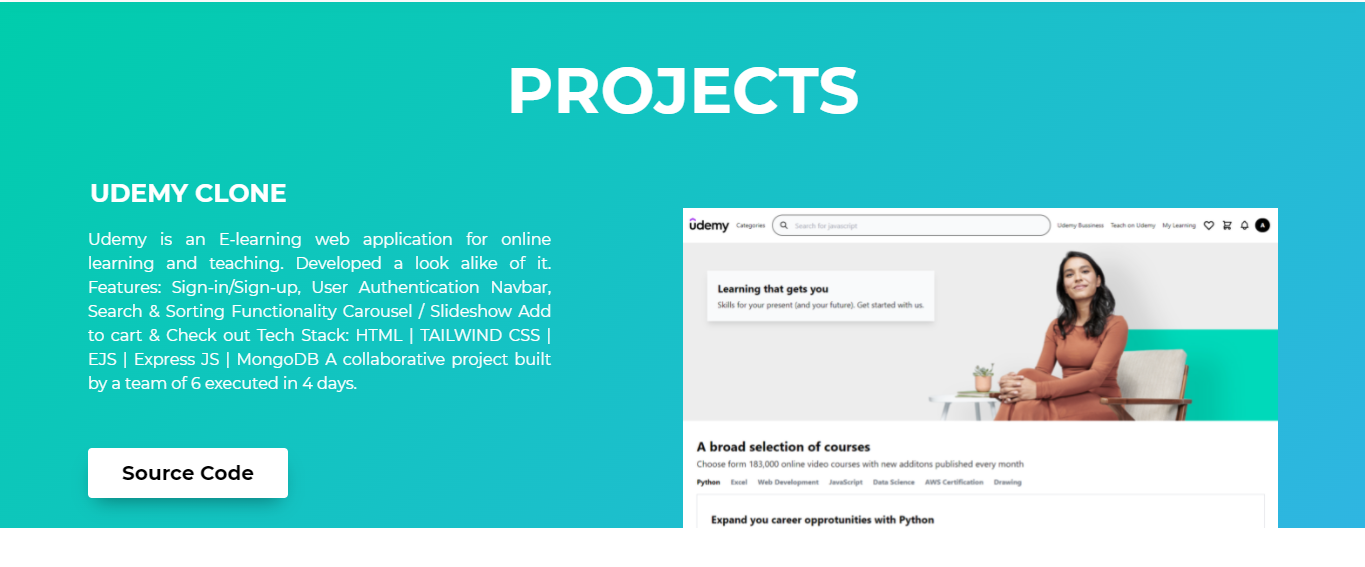 PROJECTS
UDEMY CLONE
Udemy is an E-learning web application for online
learning and teaching. Developed a look alike of it.
Features: Sign-in/Sign-up, User Authentication Navbar,
Search & Sorting Functionality Carousel / Slideshow Add
to cart & Check out Tech Stack: HTML | TAILWIND CSS |
EJS | Express JS | MongoDB A collaborative project built
by a team of 6 executed in 4 days.
Source Code
udemy Categories Search for javascript Udemy Bussiness Teach on Udemy My Learning A
Learning that gets you
Skills for your present (and your future). Get started with us.
A broad selection of courses
Choose form 183,000 online video courses with new additons published every month
Python Excel Web Development JavaScript Data Science AWS Certification Drawing
Expand you career opprotunities with Python